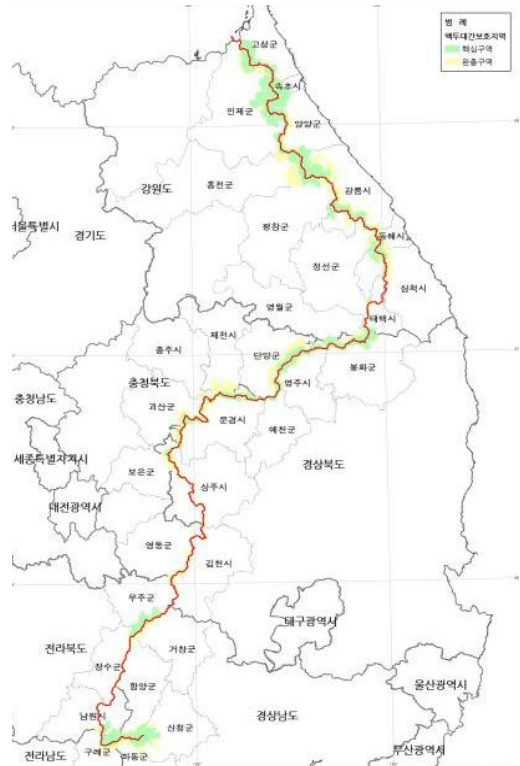 범 례
백두대간보호지역
핵심구역
완충구역
고성군
속초시
인제군
양양군
강원도
홍천군
강릉시
서울특별시
경기도
평창군
동해시
정선군
삼척시
영월군
태백시
제천시
충주시
단양군
봉화군
영주시
충청북도
충청남도
괴산군
문경시
예천군
세종특별자치시
경상북도
보은군
상주시
대전광역시
영동군
김천시
무주군
대구광역시
전라북도
거창군
장수군
함양군
울산광역시
남원시
산청군
경상남도
전라남도
구례군
하동군
부산광역시